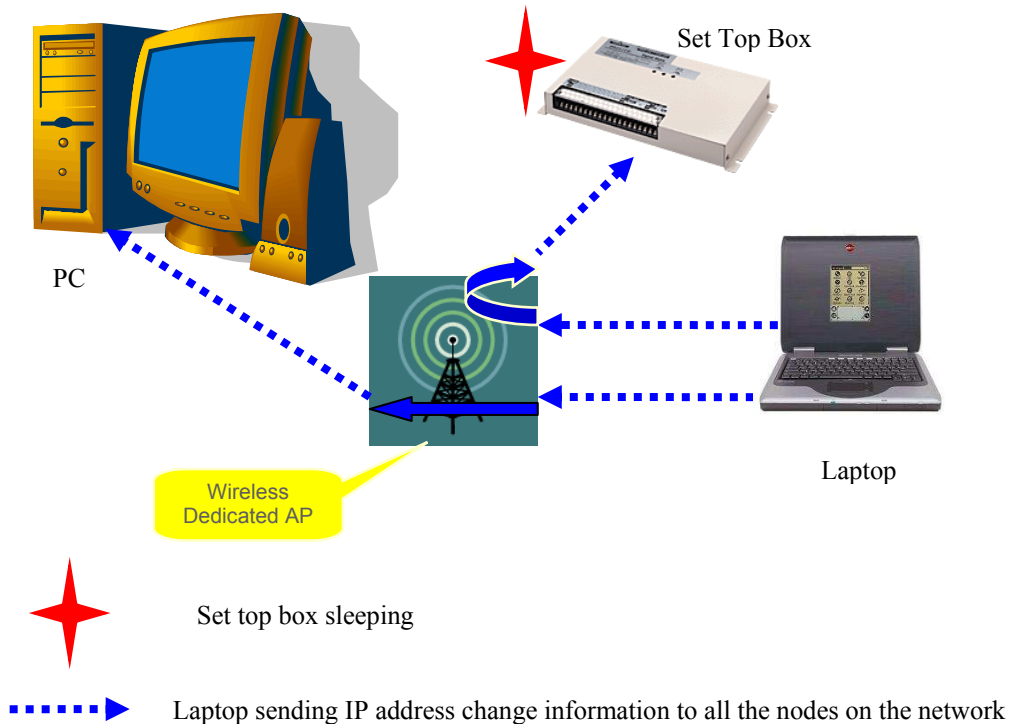 Set Top Box
PC
Laptop
Wireless
Dedicated AP
Set top box sleeping
Laptop sending IP address change information to all the nodes on the network